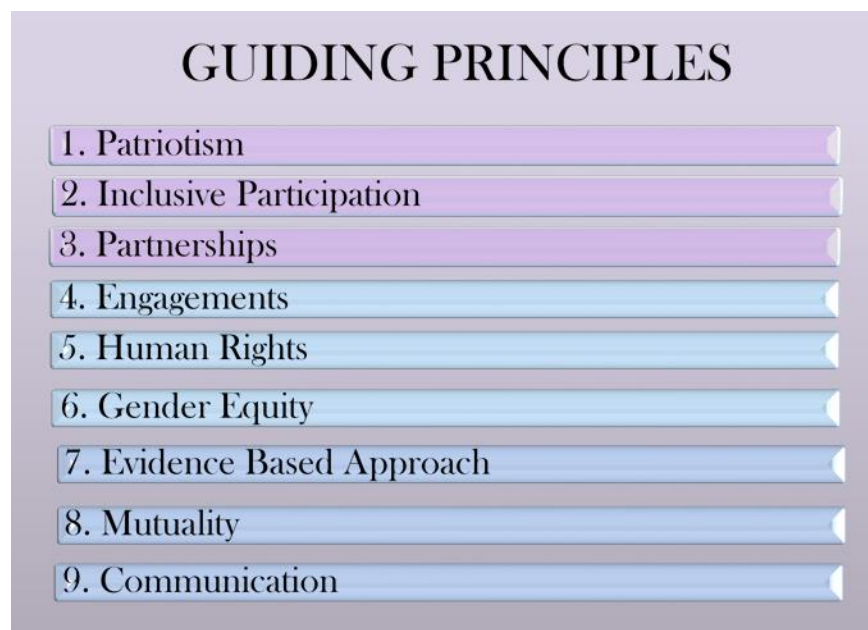 GUIDING PRINCIPLES
1. Patriotism
2. Inclusive Participation
3. Partnerships
4. Engagements
5. Human Rights
6. Gender Equity
7. Evidence Based Approach
8. Mutuality
9. Communication